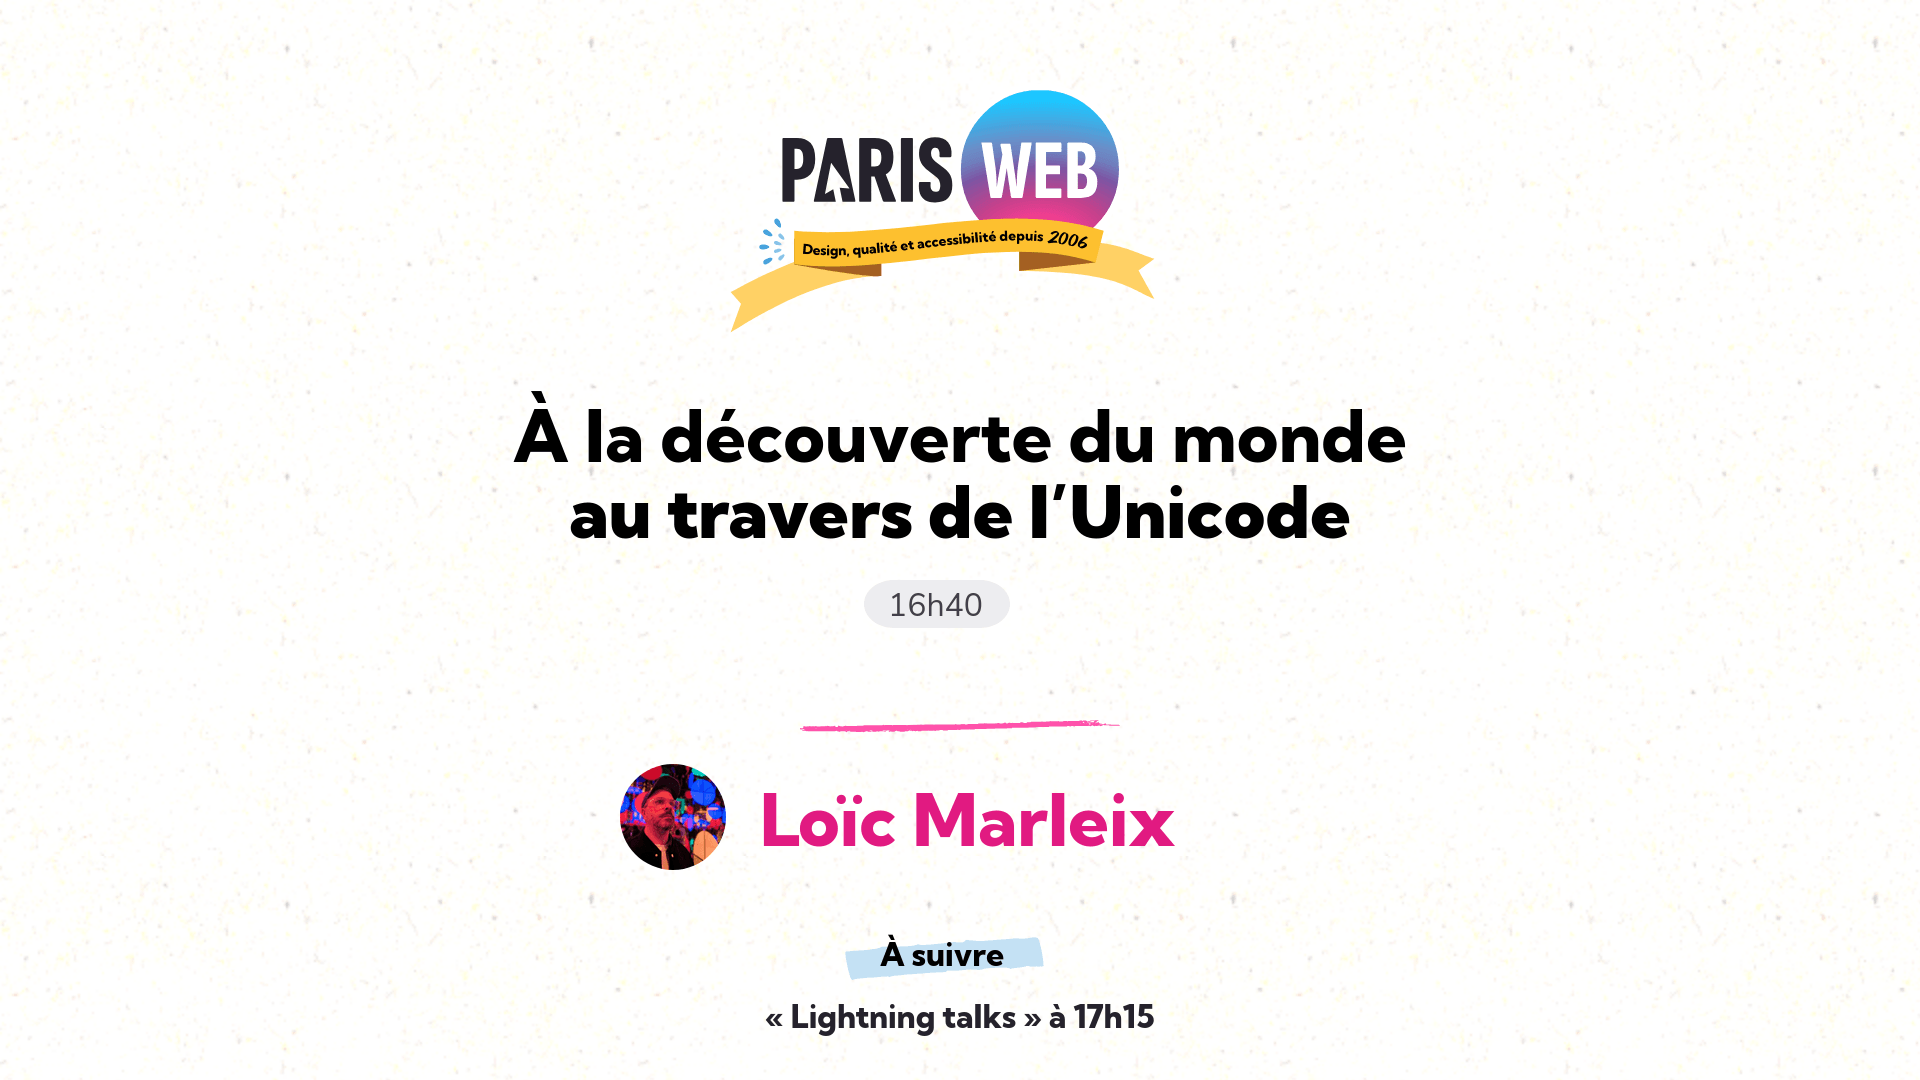 PARIS WEB
Design, qualité et accessibilité depuis 2006
À la découverte du monde
au travers de l’Unicode
16h40
Loïc Marleix
À suivre
« Lightning talks » à 17h15